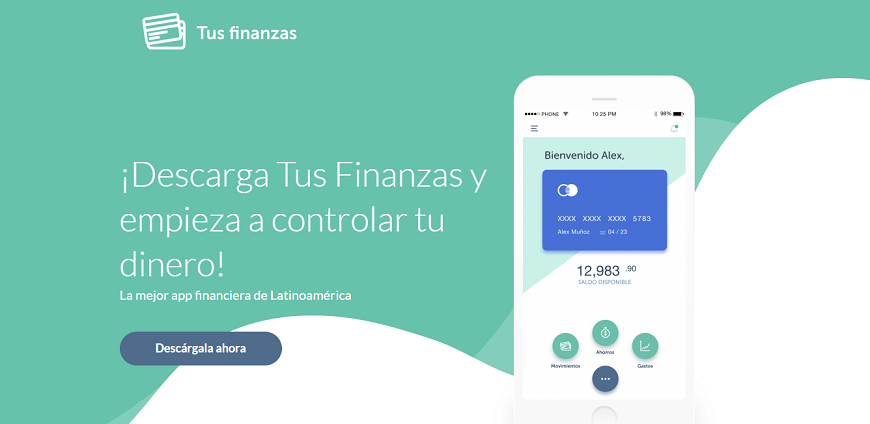 Tus finanzas
¡Descarga Tus Finanzas y
empieza a controlar tu
dinero!
La mejor app financiera de Latinoamérica
Descárgala ahora
PHONE 10:25 PM 98%
Bienvenido Alex,
XXXX XXXX XXXX 5783
Alex Muñoz 04 / 23
12,983 .90
SALDO DISPONIBLE
Ahorros
Movimientos Gastos